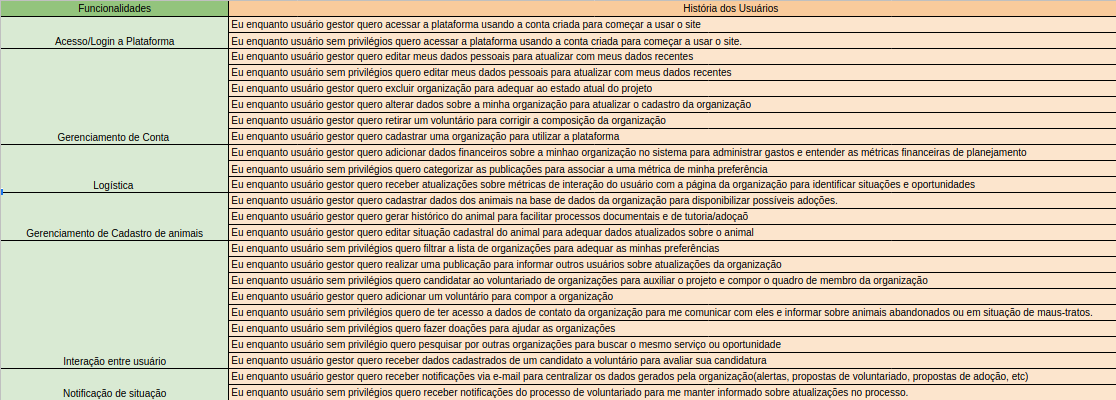 Funcionalidades
História dos Usuários
Acesso/Login a Plataforma
Eu enquanto usuário gestor quero acessar a plataforma usando a conta criada para começar a usar o site
Eu enquanto usuário sem privilégios quero acessar a plataforma usando a conta criada para começar a usar o site.
Gerenciamento de Conta
Eu enquanto usuário gestor quero editar meus dados pessoais para atualizar com meus dados recentes
Eu enquanto usuário sem privilégios quero editar meus dados pessoais para atualizar com meus dados recentes
Eu enquanto usuário gestor quero excluir organização para adequar ao estado atual do projeto
Eu enquanto usuário gestor quero alterar dados sobre a minha organização para atualizar o cadastro da organização
Eu enquanto usuário gestor quero retirar um voluntário para corrigir a composição da organização
Eu enquanto usuário gestor quero cadastrar uma organização para utilizar a plataforma
Logística
Eu enquanto usuário gestor quero adicionar dados financeiros sobre a minhao organização no sistema para administrar gastos e entender as métricas financeiras de planejamento
Eu enquanto usuário sem privilégios quero categorizar as publicações para associar a uma métrica de minha preferência
Eu enquanto usuário gestor quero receber atualizações sobre métricas de interação do usuário com a página da organização para identificar situações e oportunidades
Gerenciamento de Cadastro de animais
Eu enquanto usuário gestor quero cadastrar dados dos animais na base de dados da organização para disponibilizar possíveis adoções.
Eu enquanto usuário gestor quero gerar histórico do animal para facilitar processos documentais e de tutoria/adoçaõ
Eu enquanto usuário gestor quero editar situação cadastral do animal para adequar dados atualizados sobre o animal
Interação entre usuário
Eu enquanto usuário sem privilégios quero filtrar a lista de organizações para adequar as minhas preferências
Eu enquanto usuário gestor quero realizar uma publicação para informar outros usuários sobre atualizações da organização
Eu enquanto usuário sem privilégios quero candidatar ao voluntariado de organizações para auxiliar o projeto e compor o quadro de membro da organização
Eu enquanto usuário gestor quero adicionar um voluntário para compor a organização
Eu enquanto usuário sem privilégios quero de ter acesso a dados de contato da organização para me comunicar com eles e informar sobre animais abandonados ou em situação de maus-tratos.
Eu enquanto usuário sem privilégios quero fazer doações para ajudar as organizações
Eu enquanto usuário sem privilégio quero pesquisar por outras organizações para buscar o mesmo serviço ou oportunidade
Eu enquanto usuário gestor quero receber dados cadastrados de um candidato a voluntário para avaliar sua candidatura
Notificação de situação
Eu enquanto usuário gestor quero receber notificações via e-mail para centralizar os dados gerados pela organização(alertas, propostas de voluntariado, propostas de adoção, etc)
Eu enquanto usuário sem privilégios quero receber notificações do processo de voluntariado para me manter informado sobre atualizações no processo.